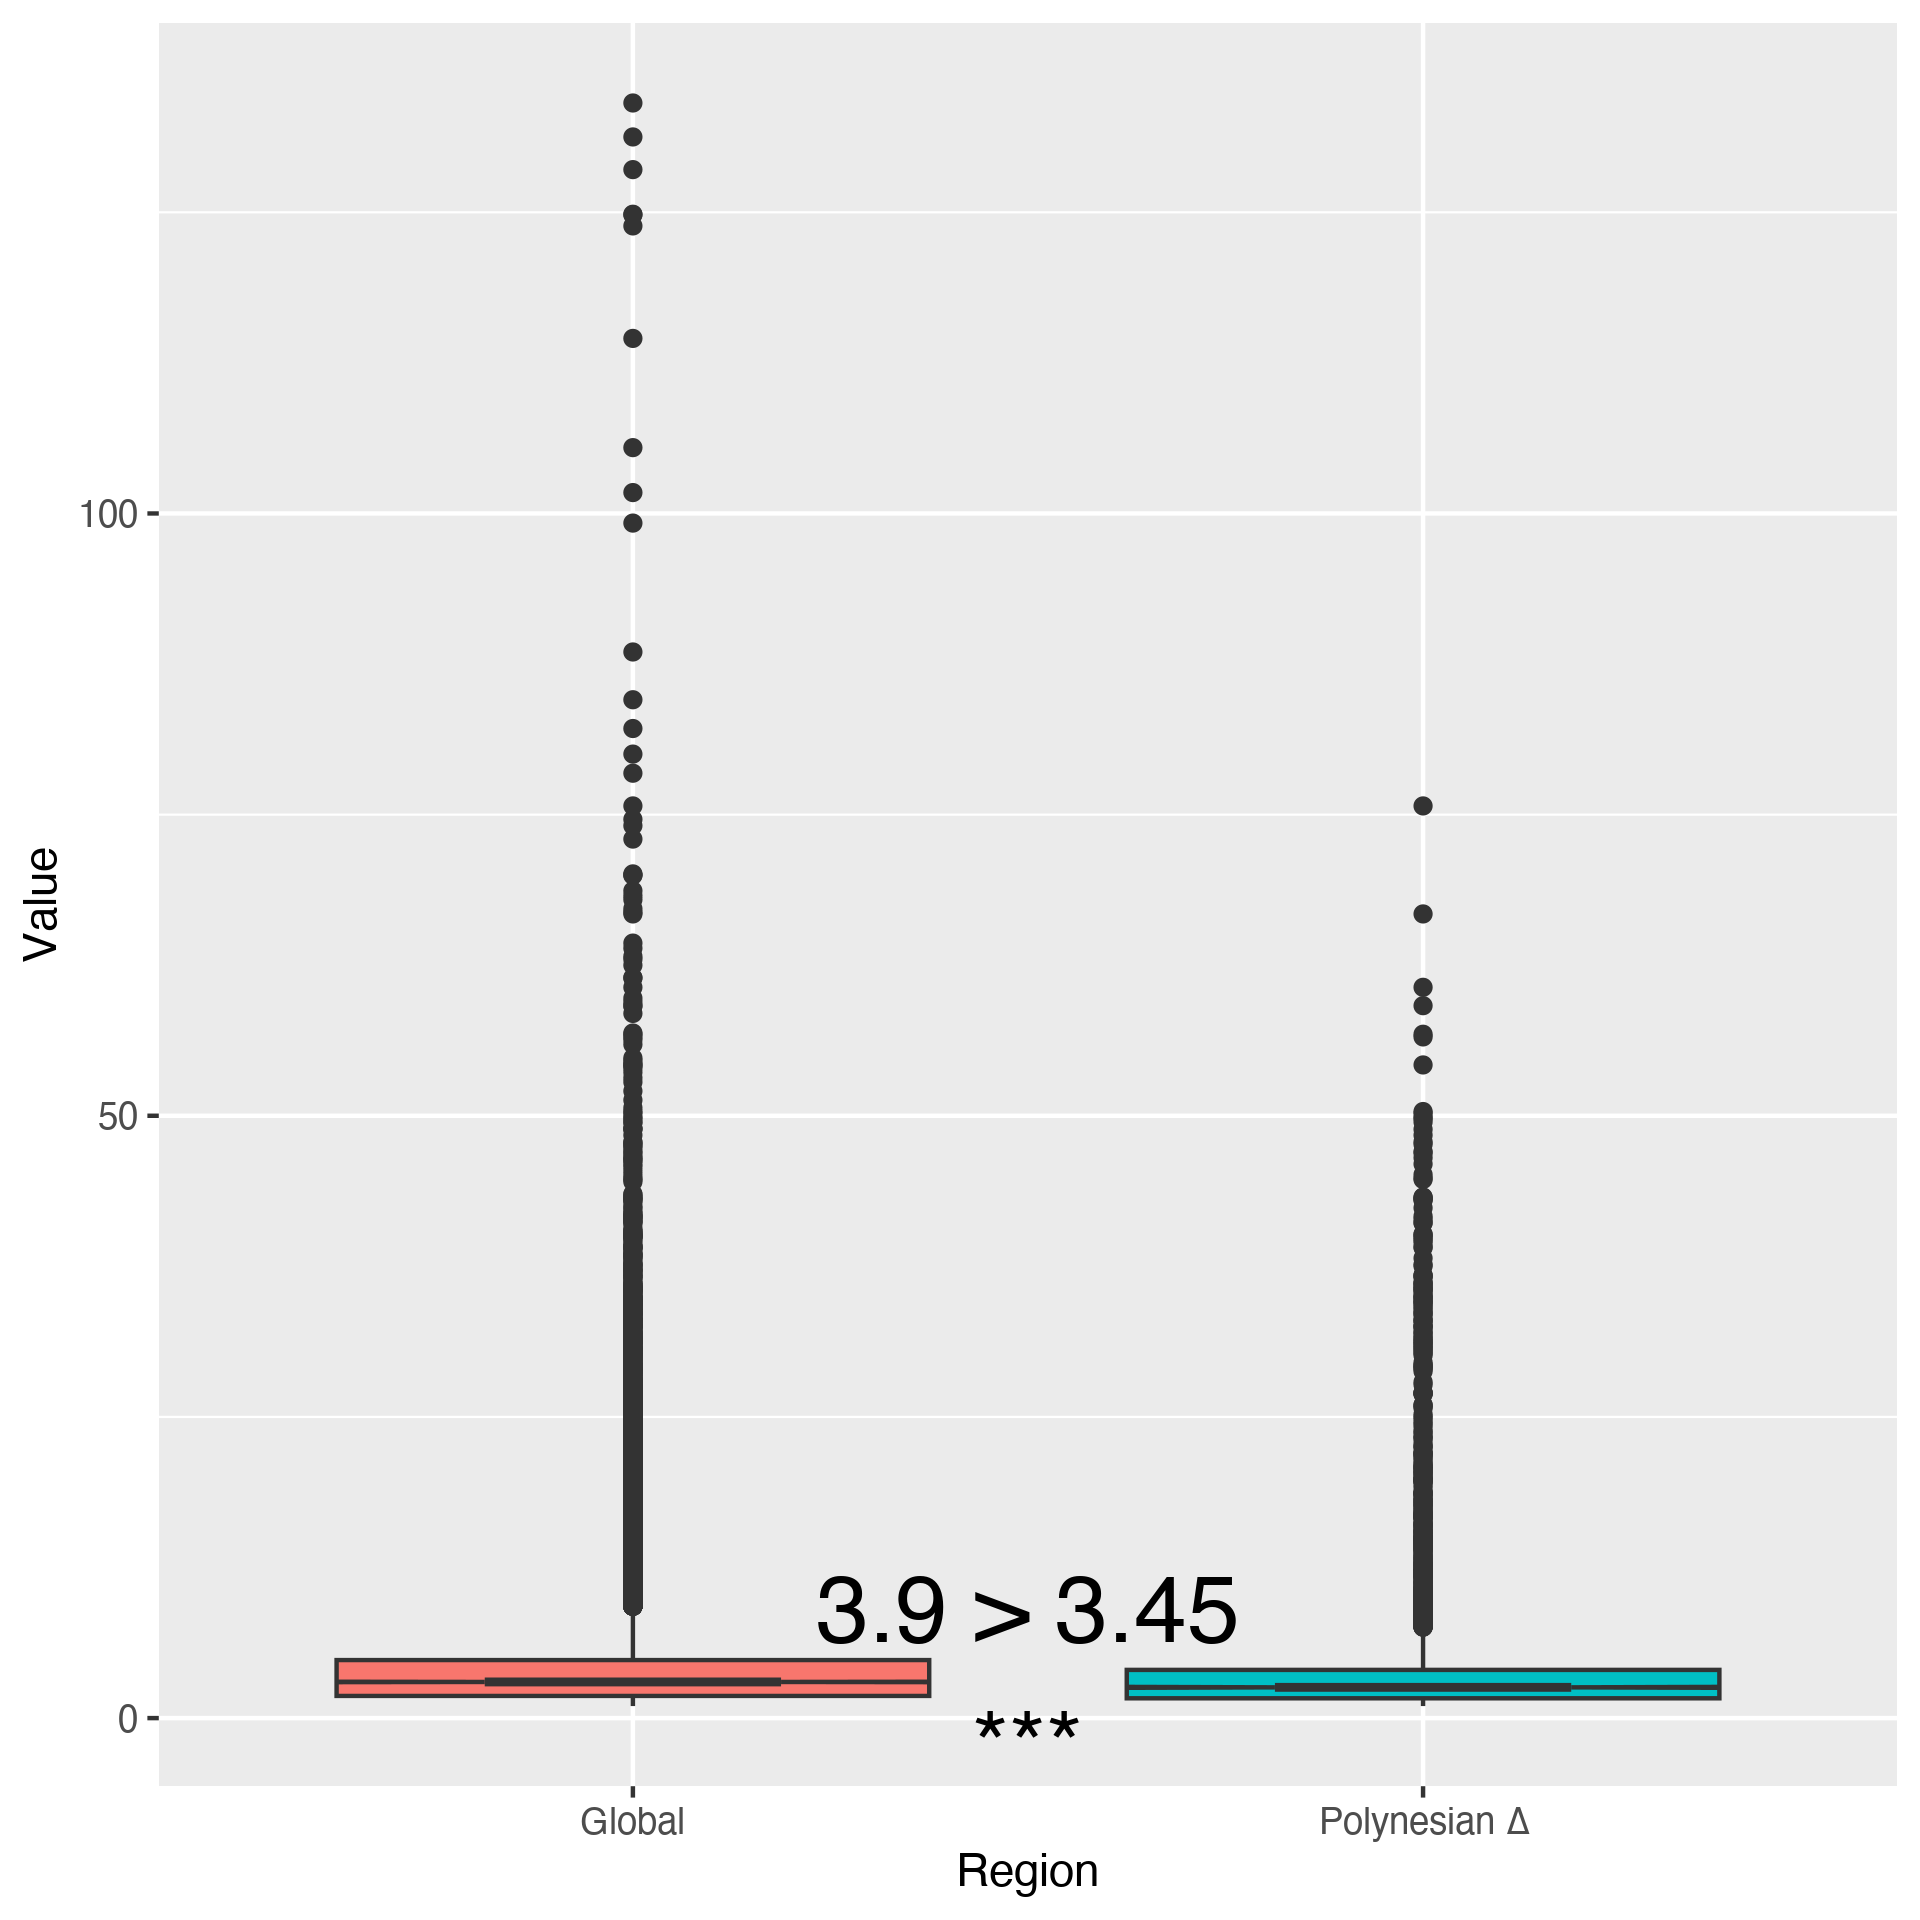 100
50
0
Value
3.9 > 3.45
***
Global
Polynesian Δ
Region